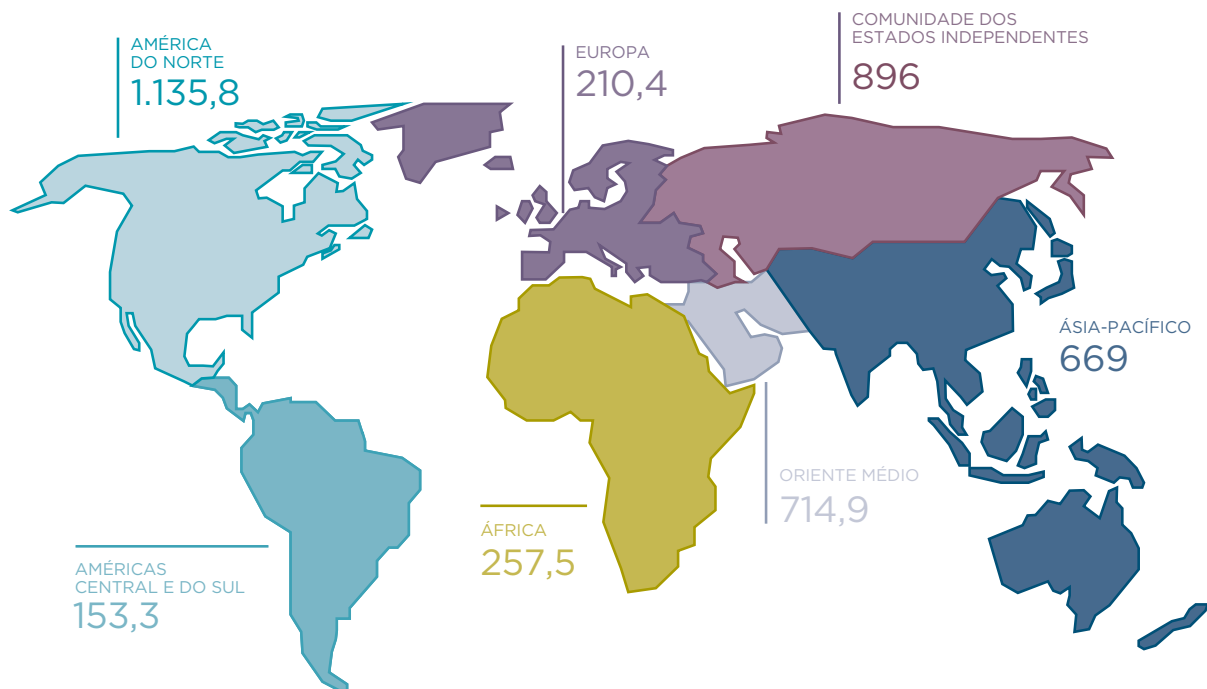 AMÉRICA
DO NORTE
1.135,8
EUROPA
210,4
COMUNIDADE DOS
ESTADOS INDEPENDENTES
896
ÁSIA-PACÍFICO
669
ORIENTE MÉDIO
714,9
ÁFRICA
257,5
AMÉRICAS
CENTRAL E DO SUL
153,3